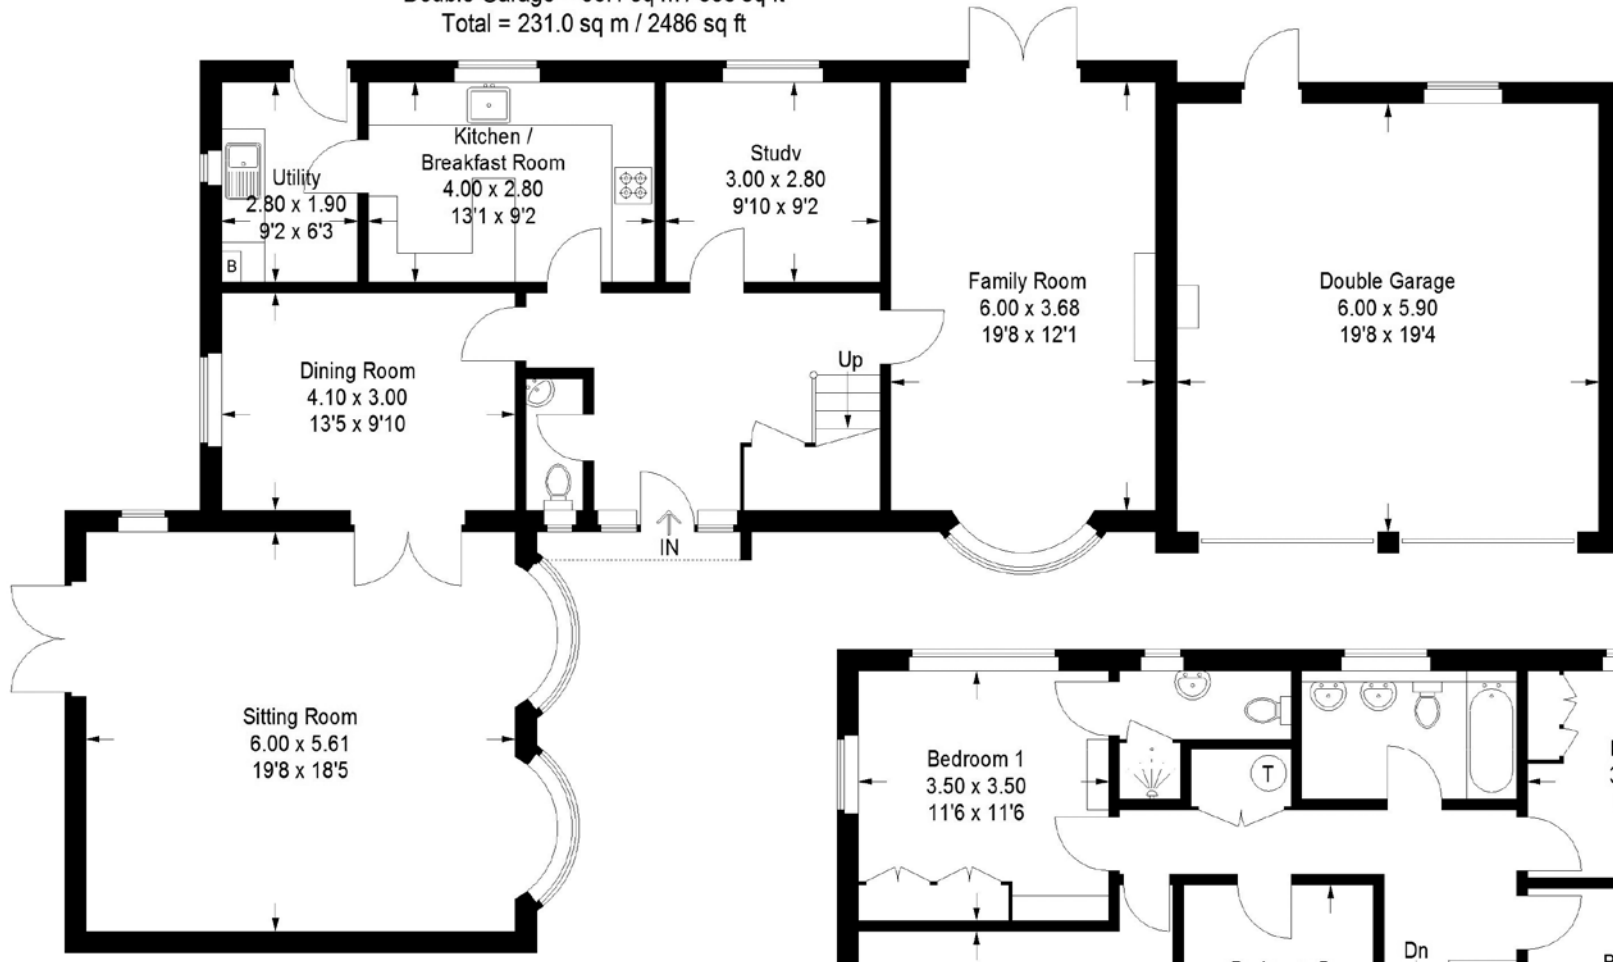 Total = 231.0 sq m / 2486 sq ft
Utility
2.80 x 1.90
9'2 x 6'3
B
Kitchen /
Breakfast Room
4.00 x 2.80
13'1 x 9'2
Study
3.00 x 2.80
9'10 x 9'2
Family Room
6.00 x 3.68
19'8 x 12'1
Double Garage
6.00 x 5.90
19'8 x 19'4
Dining Room
4.10 x 3.00
13'5 x 9'10
Up
IN
Sitting Room
6.00 x 5.61
19'8 x 18'5
Bedroom 1
3.50 x 3.50
11'6 x 11'6
T
Dn